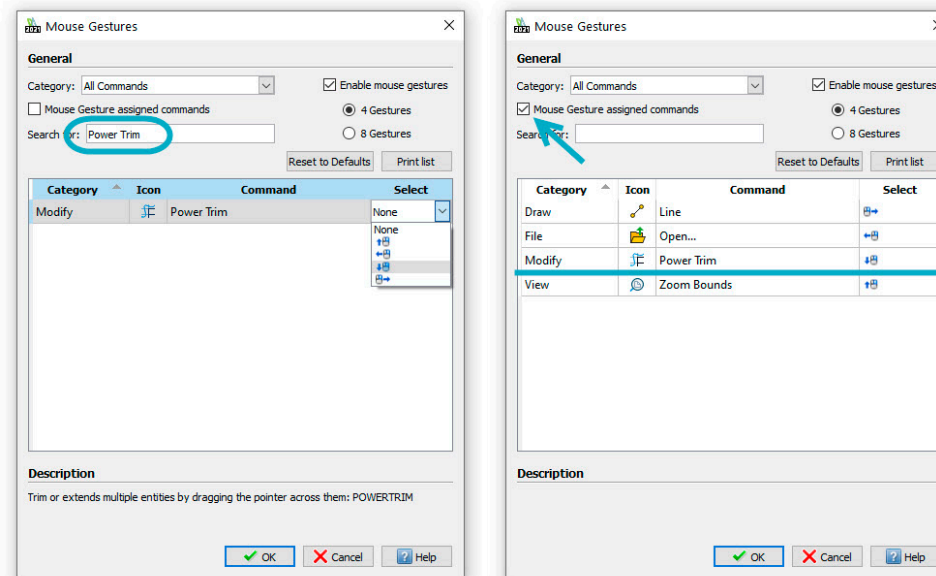 2021 Mouse Gestures
General
Category: All Commands
Enable mouse gestures
Mouse Gesture assigned commands
4 Gestures
Search for: Power Trim
8 Gestures
Reset to Defaults Print list
Category Icon Command Select
Modify Power Trim None
None
Description
Trim or extends multiple entities by dragging the pointer across them: POWERTRIM
OK Cancel Help
2021 Mouse Gestures
General
Category: All Commands
Enable mouse gestures
Mouse Gesture assigned commands
4 Gestures
Search for:
8 Gestures
Reset to Defaults Print list
Category Icon Command Select
Draw Line
File Open...
Modify Power Trim
View Zoom Bounds
Description
OK Cancel Help